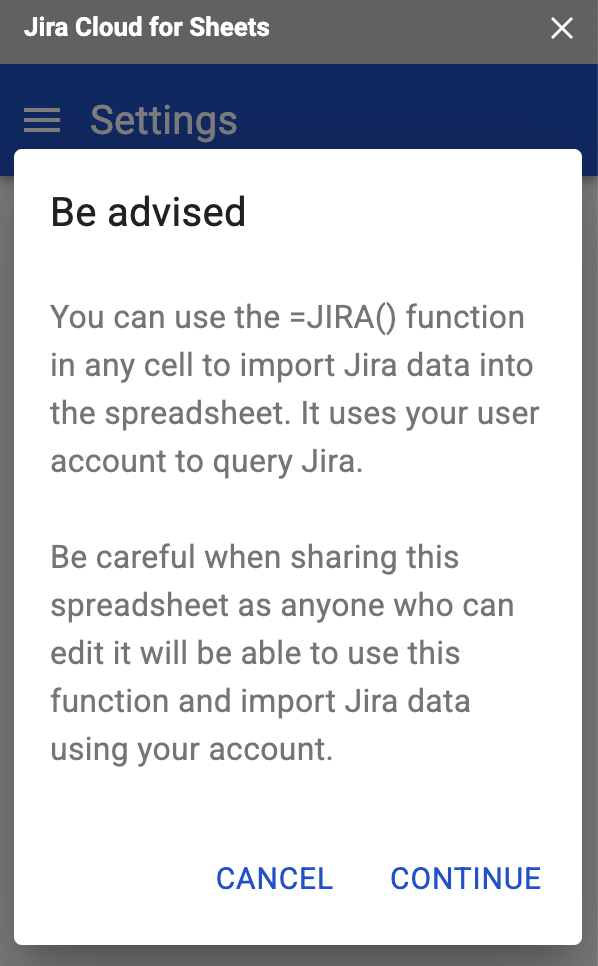 Jira Cloud for Sheets
Settings
Be advised
You can use the =JIRA() function
in any cell to import Jira data into
the spreadsheet. It uses your user
account to query Jira.
Be careful when sharing this
spreadsheet as anyone who can
edit it will be able to use this
function and import Jira data
using your account.
CANCEL CONTINUE